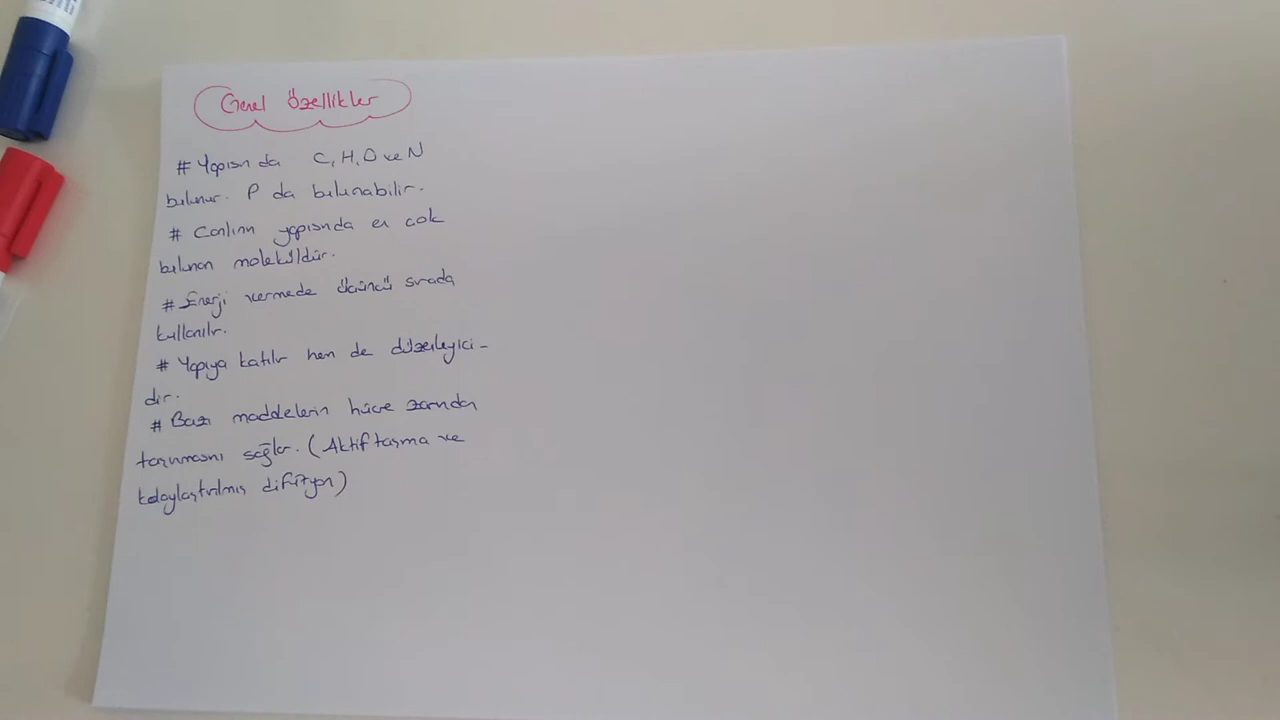 Genel Özellikler
# Yapısında C, H, O ve N
bulunur. P da bulunabilir.
# Canlının yapısında en çok
bulunan moleküldür.
# Enerji vermede üçüncü sırada
kullanılır.
# Yapıya katılır hem de düzenleyici-
dir.
# Bazı maddelerin hücre zarında
taşınmasını sağlar. (Aktif taşıma ve
kolaylaştırılmış difüzyon)